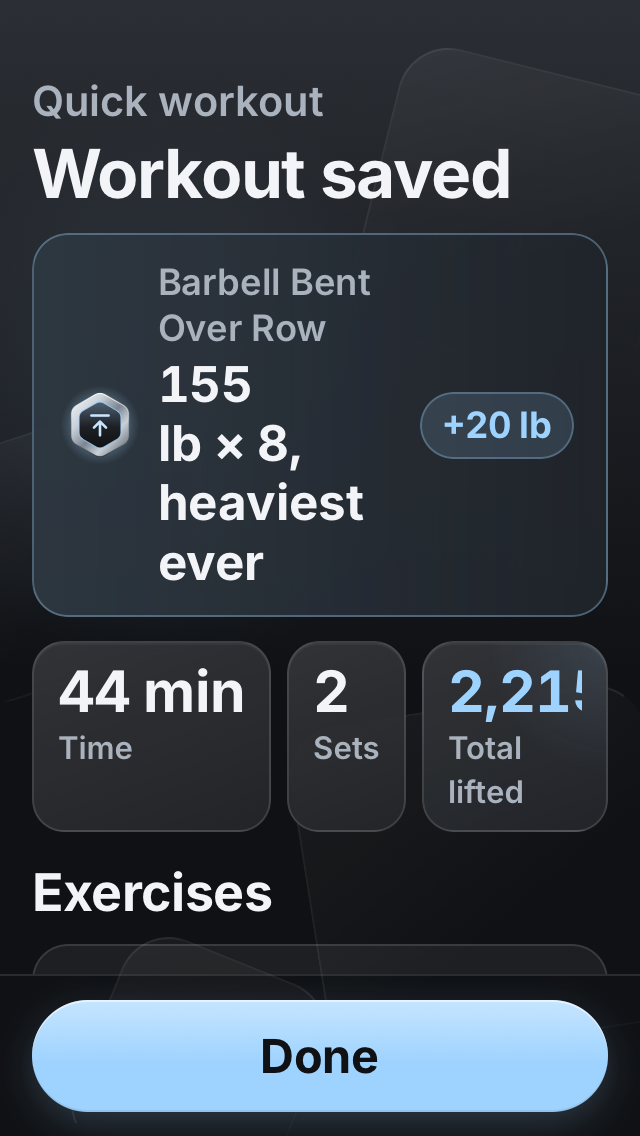 Quick workout
Workout saved
Barbell Bent
Over Row
155
lb × 8,
heaviest
ever
+20 lb
44 min
Time
2
Sets
Total
lifted
Exercises
Done